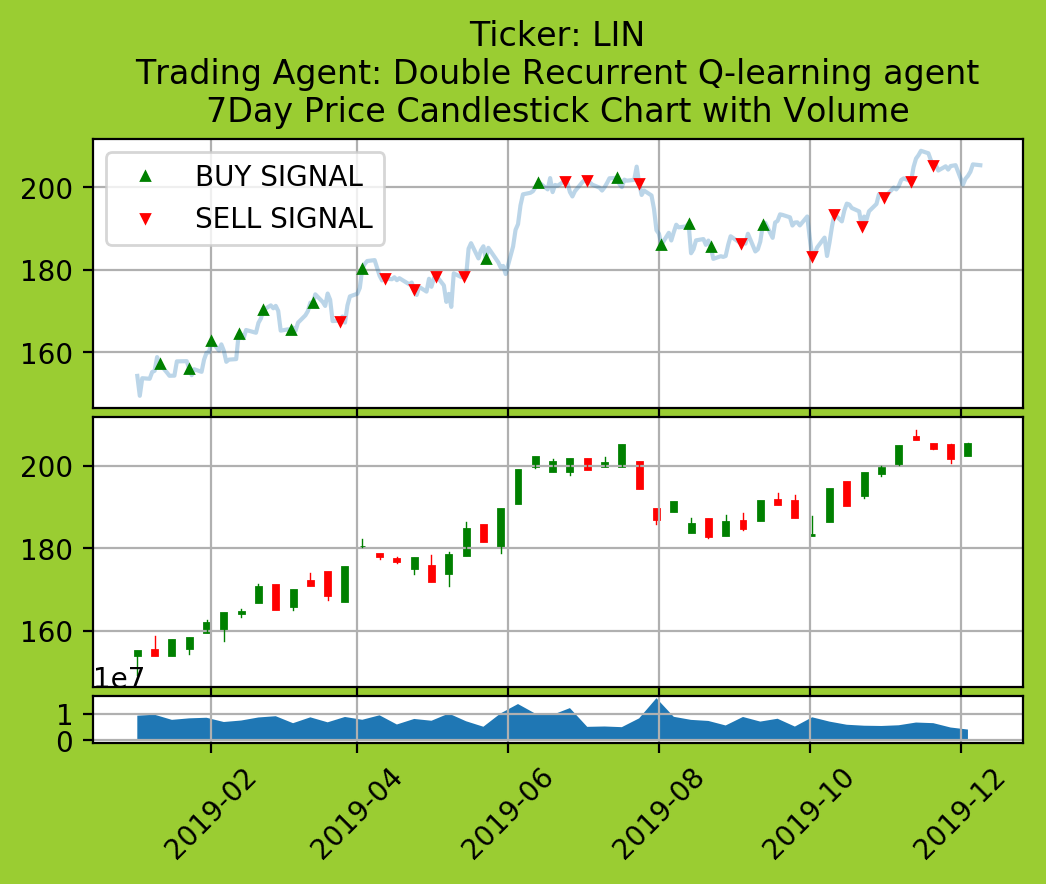 Ticker: LIN
Trading Agent: Double Recurrent Q-learning agent
7Day Price Candlestick Chart with Volume
BUY SIGNAL
SELL SIGNAL
200
180
160
200
180
160
1e7
1
0
2019-02
2019-04
2019-06
2019-08
2019-10
2019-12